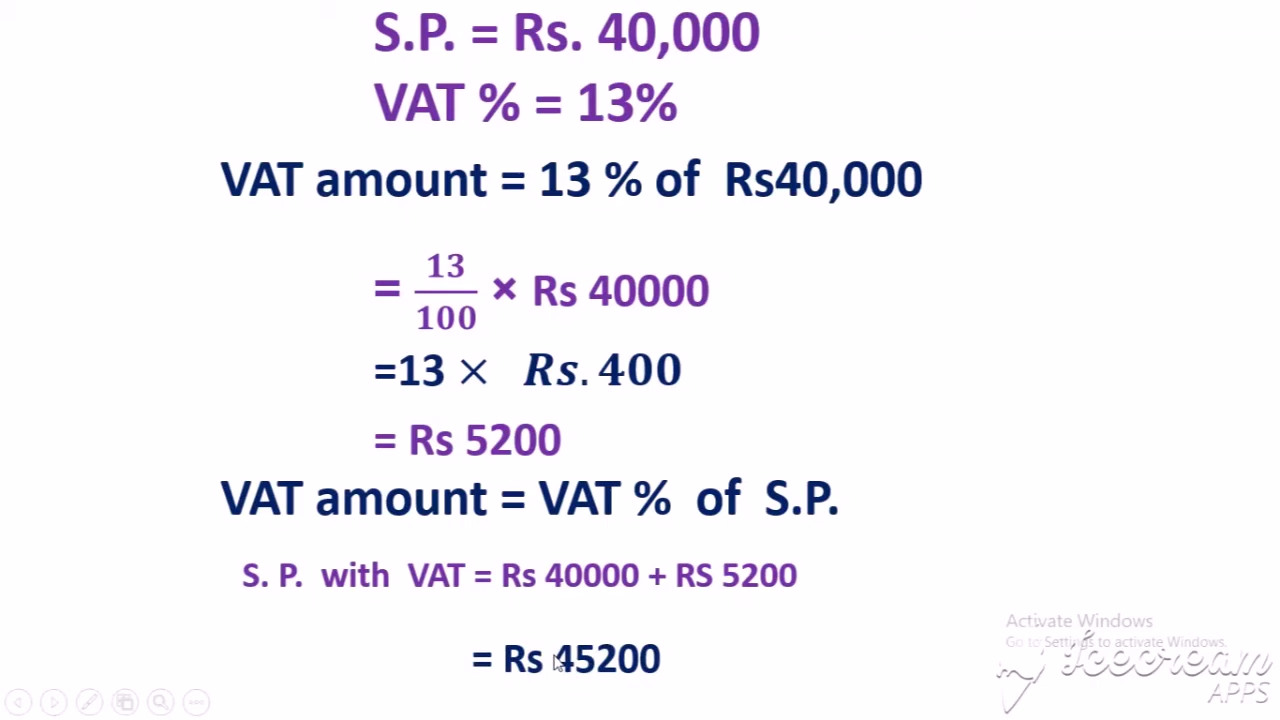 S.P. = Rs. 40,000
VAT % = 13%
VAT amount = 13 % of Rs40,000
= 13/100 × Rs 40000
=13 × Rs. 400
= Rs 5200
VAT amount = VAT % of S.P.
S. P. with VAT = Rs 40000 + RS 5200
= Rs 45200
Activate Windows
Go to Settings to activate Windows.
Icecream
APPS